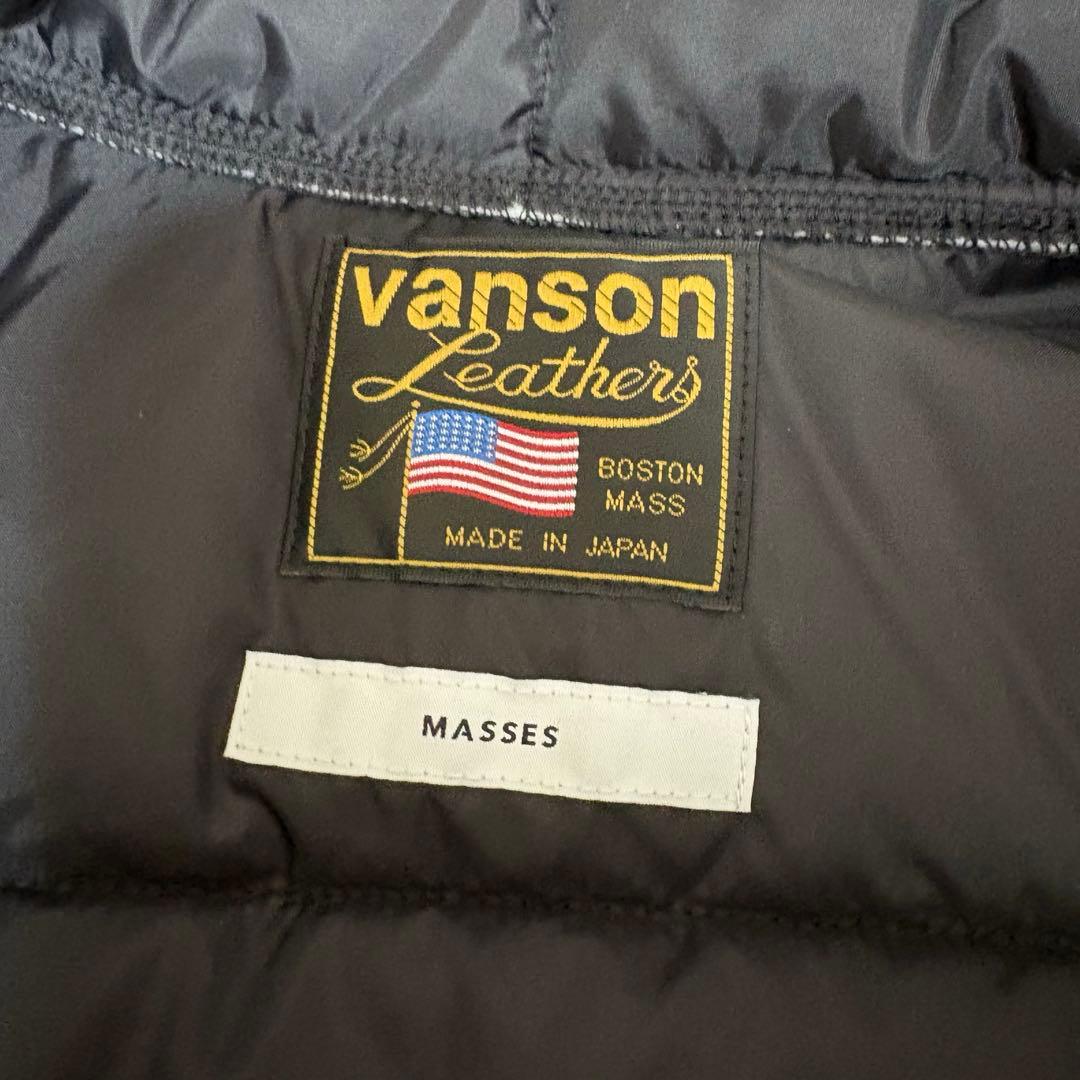 vanson
Leathers
BOSTON
MASS
MADE IN JAPAN
MASSES